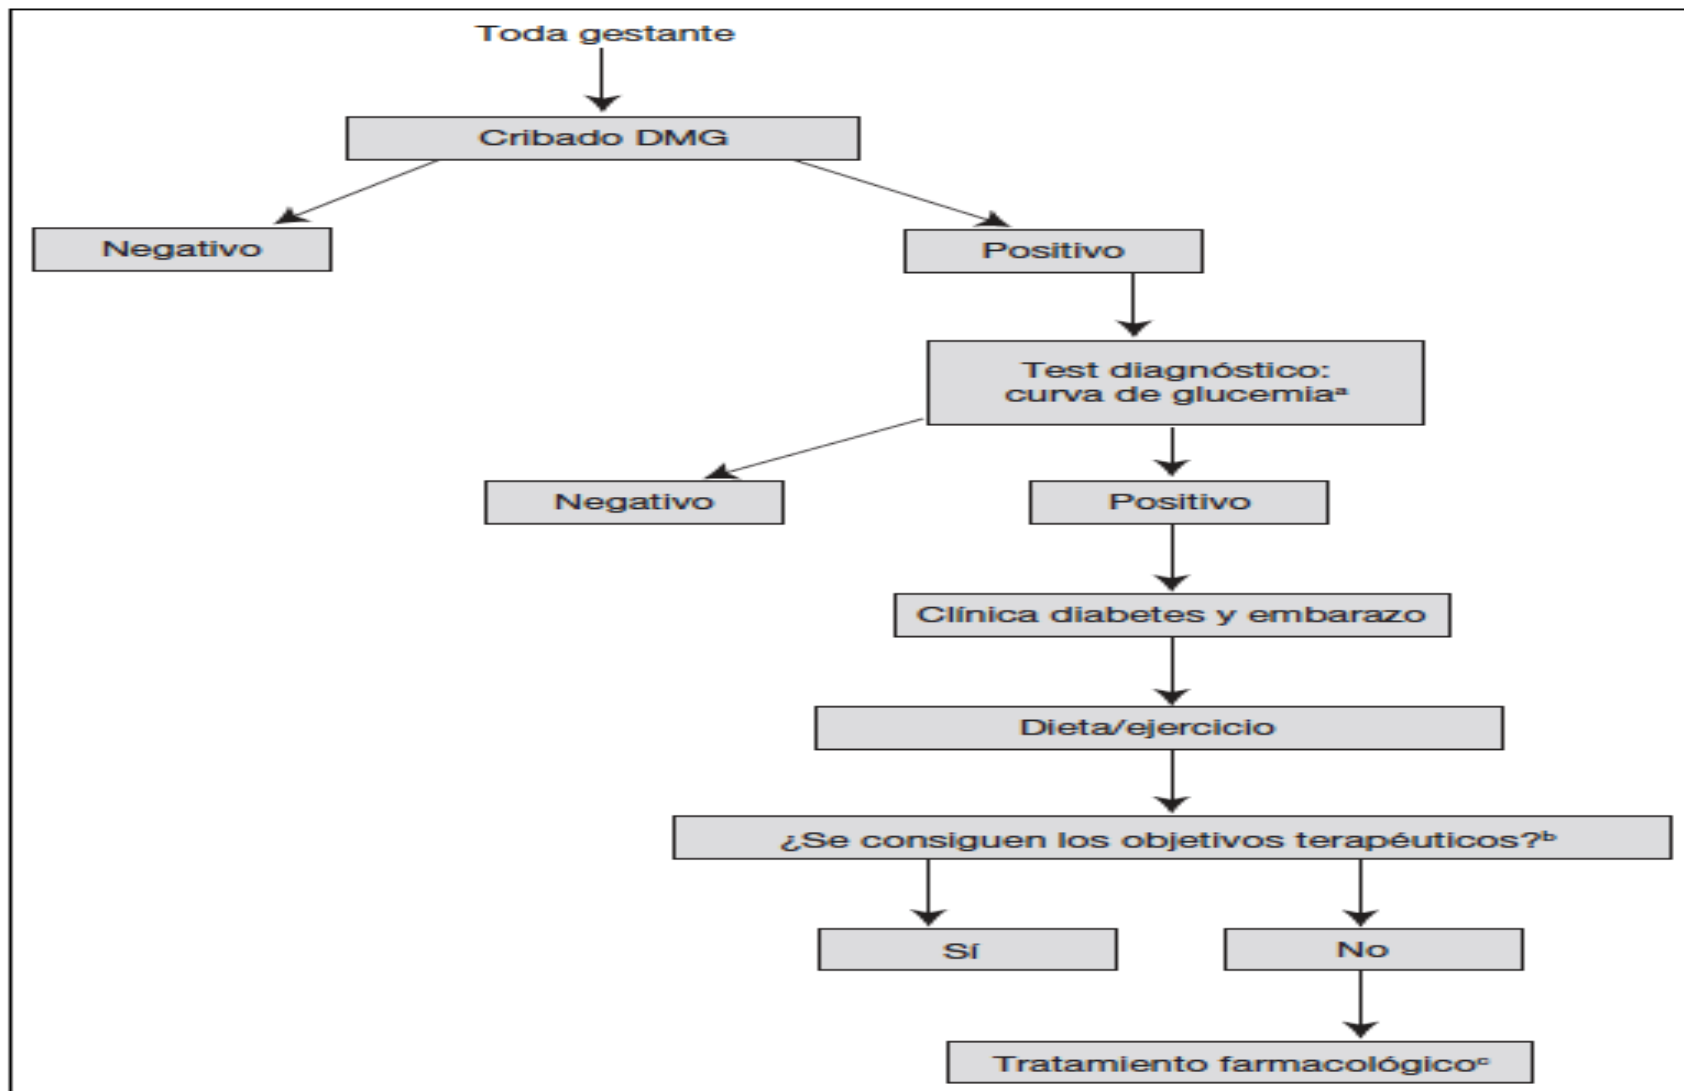 Toda gestante
Cribado DMG
Negativo
Positivo
Test diagnóstico:
curva de glucemiaᵃ
Negativo
Positivo
Clínica diabetes y embarazo
Dieta/ejercicio
¿Se consiguen los objetivos terapéuticos?ᵇ
Sí
No
Tratamiento farmacológicoᶜ